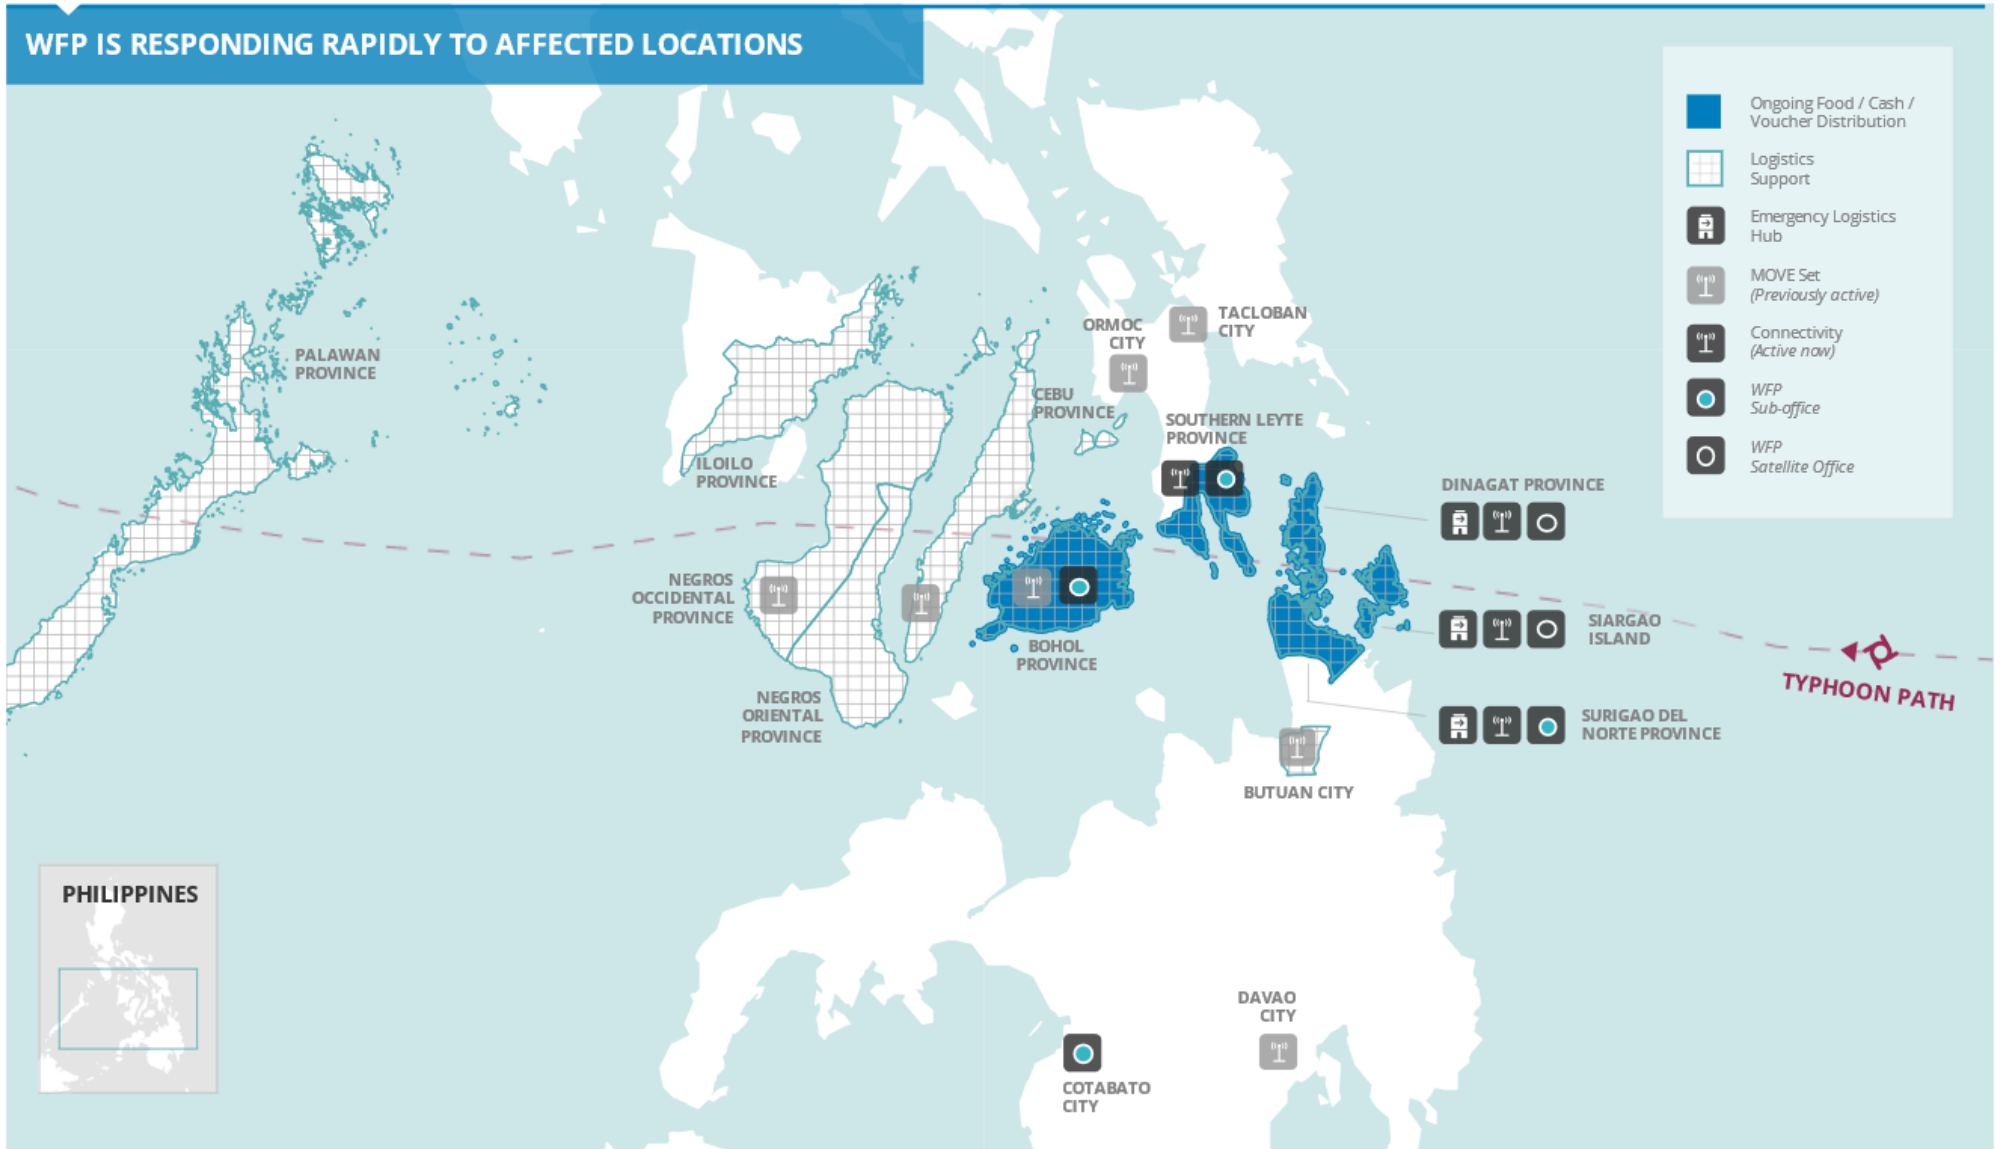 WFP IS RESPONDING RAPIDLY TO AFFECTED LOCATIONS
Ongoing Food / Cash /
Voucher Distribution
Logistics
Support
Emergency Logistics
Hub
MOVE Set
(Previously active)
Connectivity
(Active now)
WFP
Sub-office
WFP
Satellite Office
PALAWAN
PROVINCE
ILOILO
PROVINCE
NEGROS
OCCIDENTAL
PROVINCE
NEGROS
ORIENTAL
PROVINCE
CEBU
PROVINCE
ORMOC
CITY
TACLOBAN
CITY
SOUTHERN LEYTE
PROVINCE
BOHOL
PROVINCE
DINAGAT PROVINCE
SIARGAO
ISLAND
SURIGAO DEL
NORTE PROVINCE
TYPHOON PATH
BUTUAN CITY
DAVAO
CITY
COTABATO
CITY
PHILIPPINES